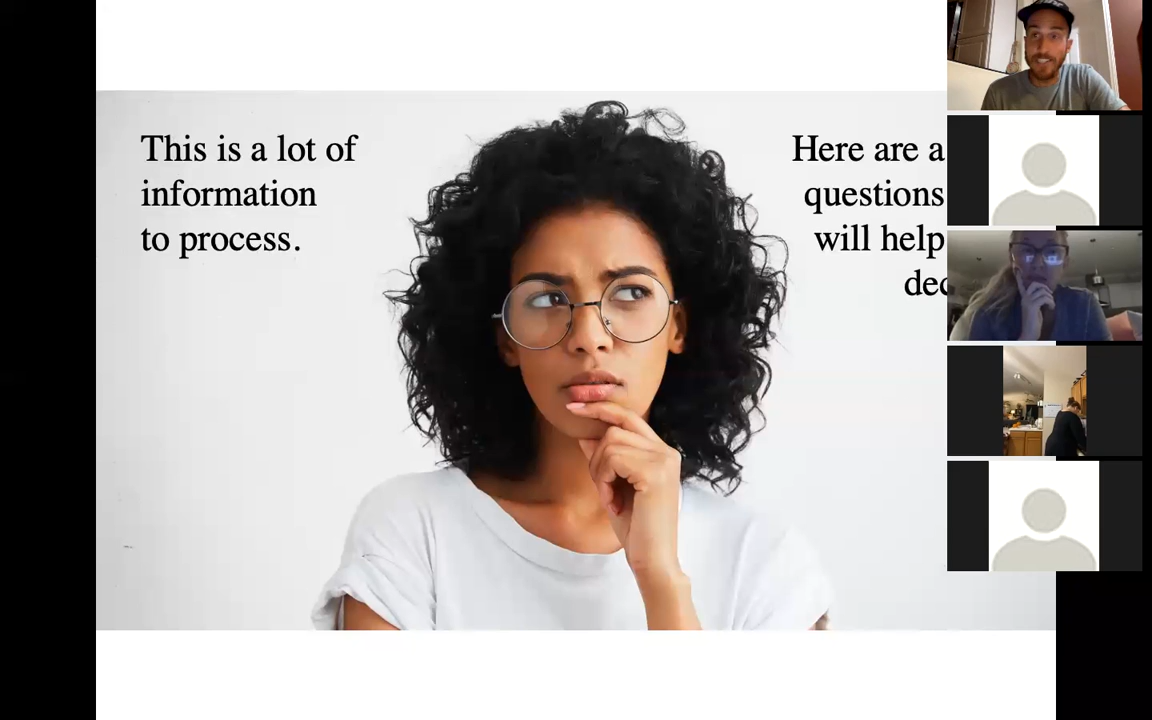 This is a lot of
information
to process.
Here are a
questions
will help